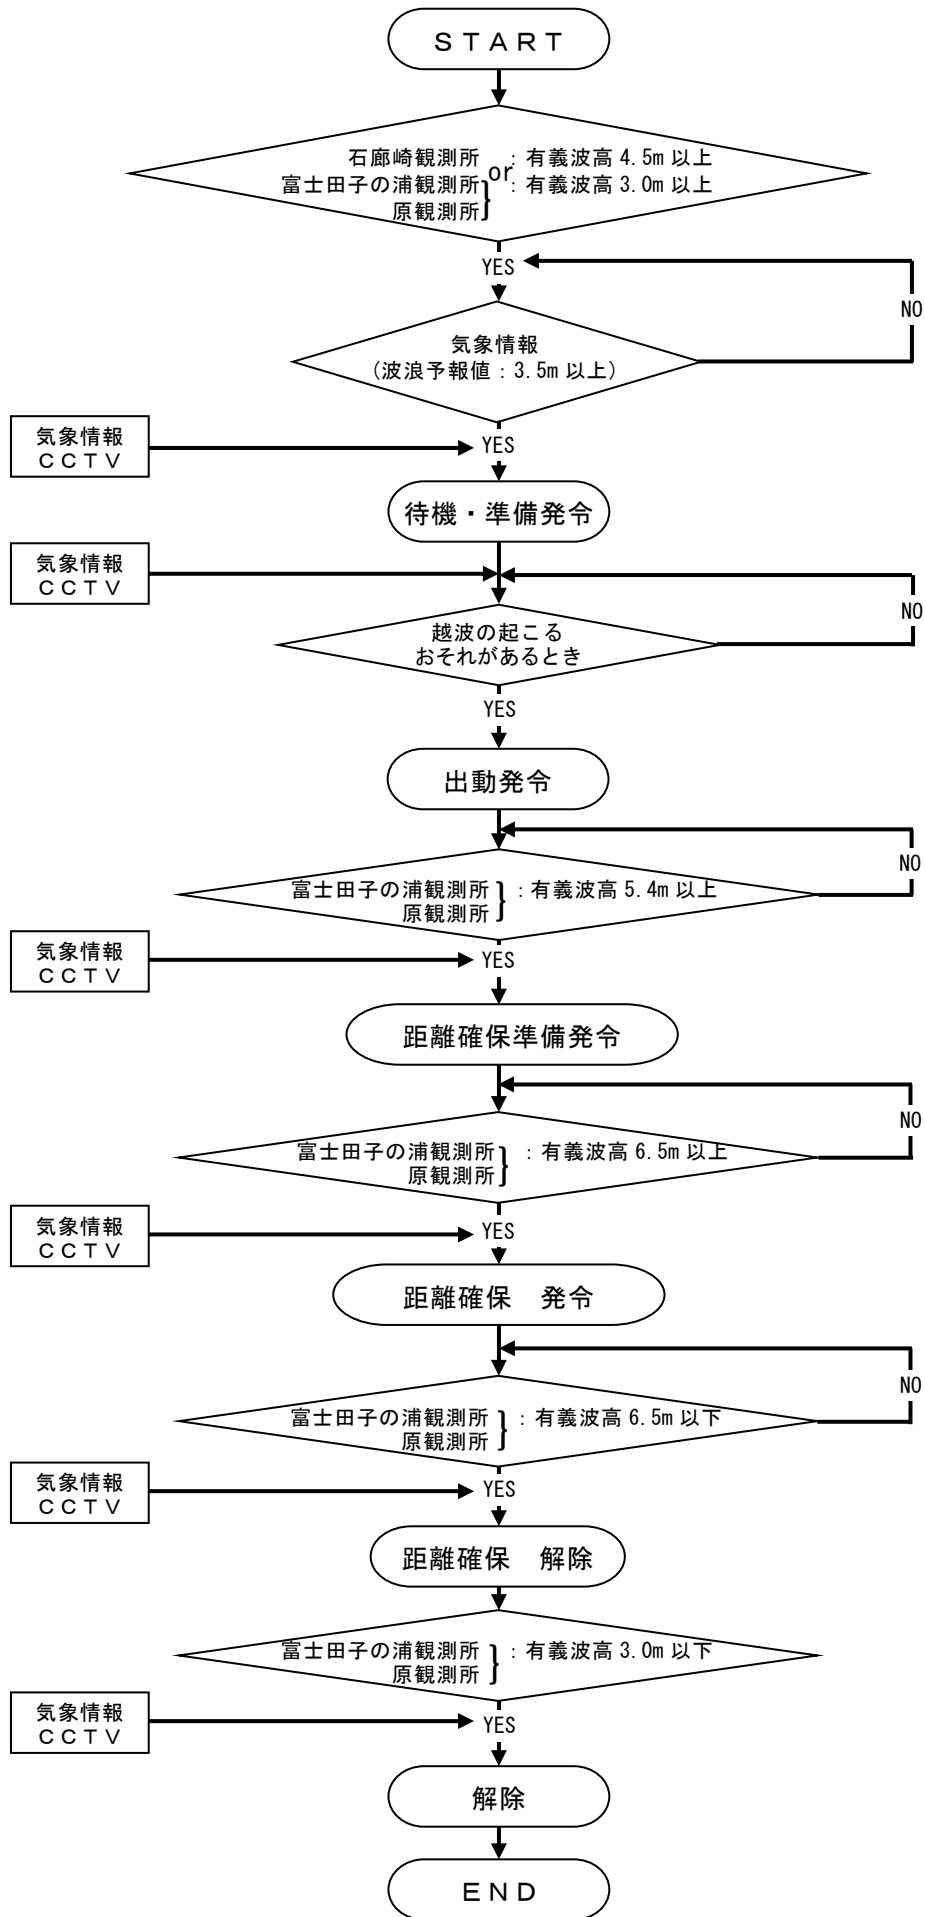 ＳＴＡＲＴ
石廊崎観測所　：有義波高 4.5m 以上
or
富士田子の浦観測所｝：有義波高 3.0m 以上
原観測所
YES
NO
気象情報
（波浪予報値：3.5m 以上）
気象情報
ＣＣＴＶ
YES
待機・準備発令
気象情報
ＣＣＴＶ
NO
越波の起こる
おそれがあるとき
YES
出動発令
NO
富士田子の浦観測所｝：有義波高 5.4m 以上
原観測所
気象情報
ＣＣＴＶ
YES
距離確保準備発令
NO
富士田子の浦観測所｝：有義波高 6.5m 以上
原観測所
気象情報
ＣＣＴＶ
YES
距離確保　発令
NO
富士田子の浦観測所｝：有義波高 6.5m 以下
原観測所
気象情報
ＣＣＴＶ
YES
距離確保　解除
富士田子の浦観測所｝：有義波高 3.0m 以下
原観測所
気象情報
ＣＣＴＶ
YES
解除
ＥＮＤ